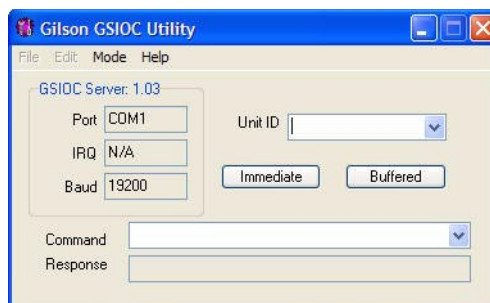 Gilson GSIOC Utility
File Edit Mode Help
GSIOC Server: 1.03
Port COM1
Unit ID
IRQ N/A
Immediate Buffered
Baud 19200
Command
Response